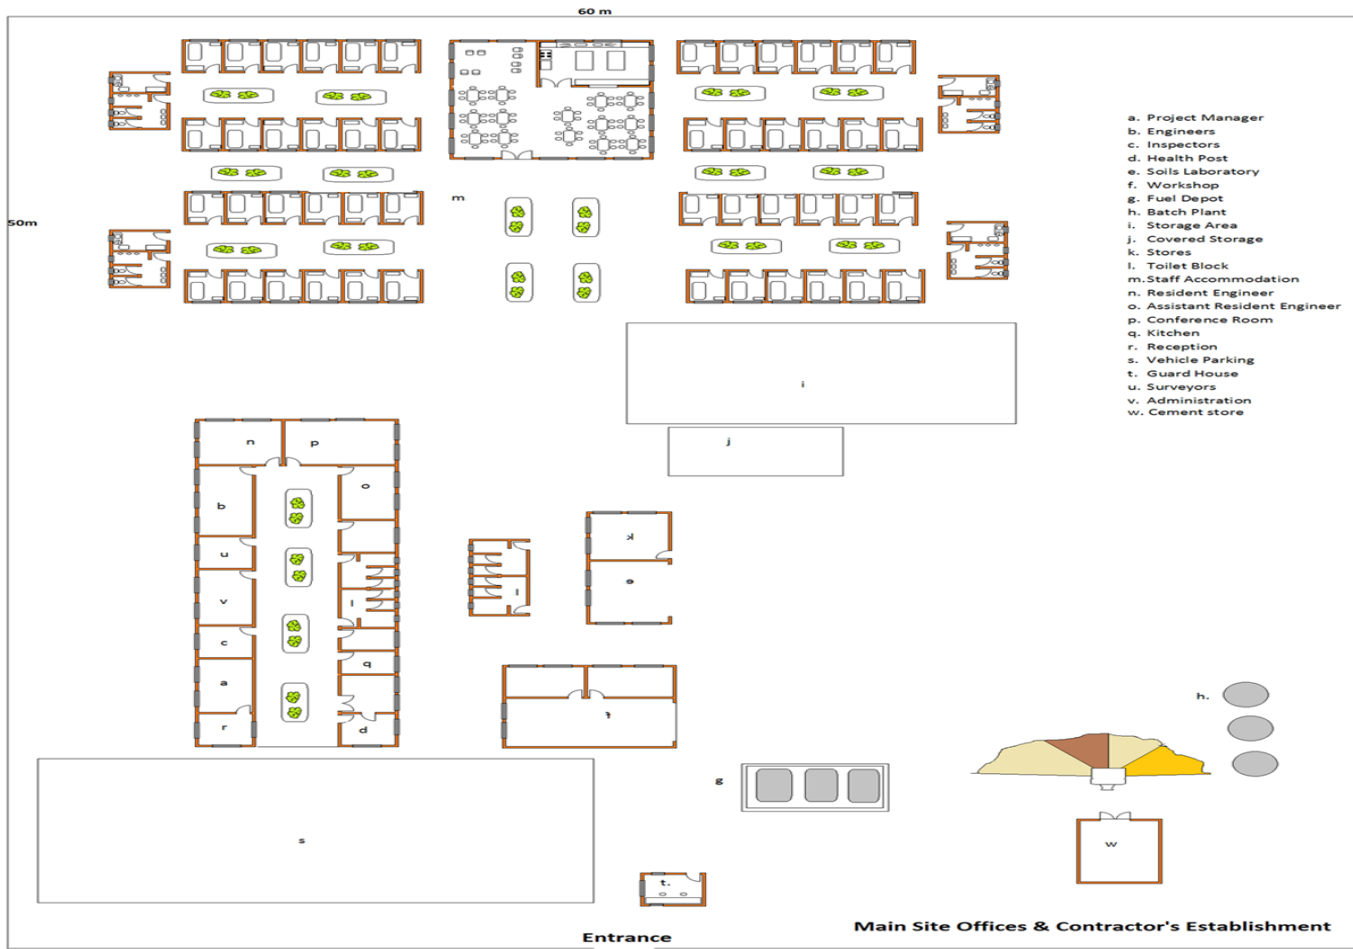 60 m
a. Project Manager
b. Engineers
c. Inspectors
d. Health Post
e. Soils Laboratory
f. Workshop
g. Fuel Depot
h. Batch Plant
i. Storage Area
j. Covered Storage
k. Stores
l. Toilet Block
m. Staff Accommodation
n. Resident Engineer
o. Assistant Resident Engineer
p. Conference Room
q. Kitchen
r. Reception
s. Vehicle Parking
t. Guard House
u. Surveyors
v. Administration
w. Cement store
m
50m
i
j
n p
o
b
k
u
e
v l l
c
q
a
h.
r d f
g
s
w
t.
Main Site Offices & Contractor's Establishment
Entrance